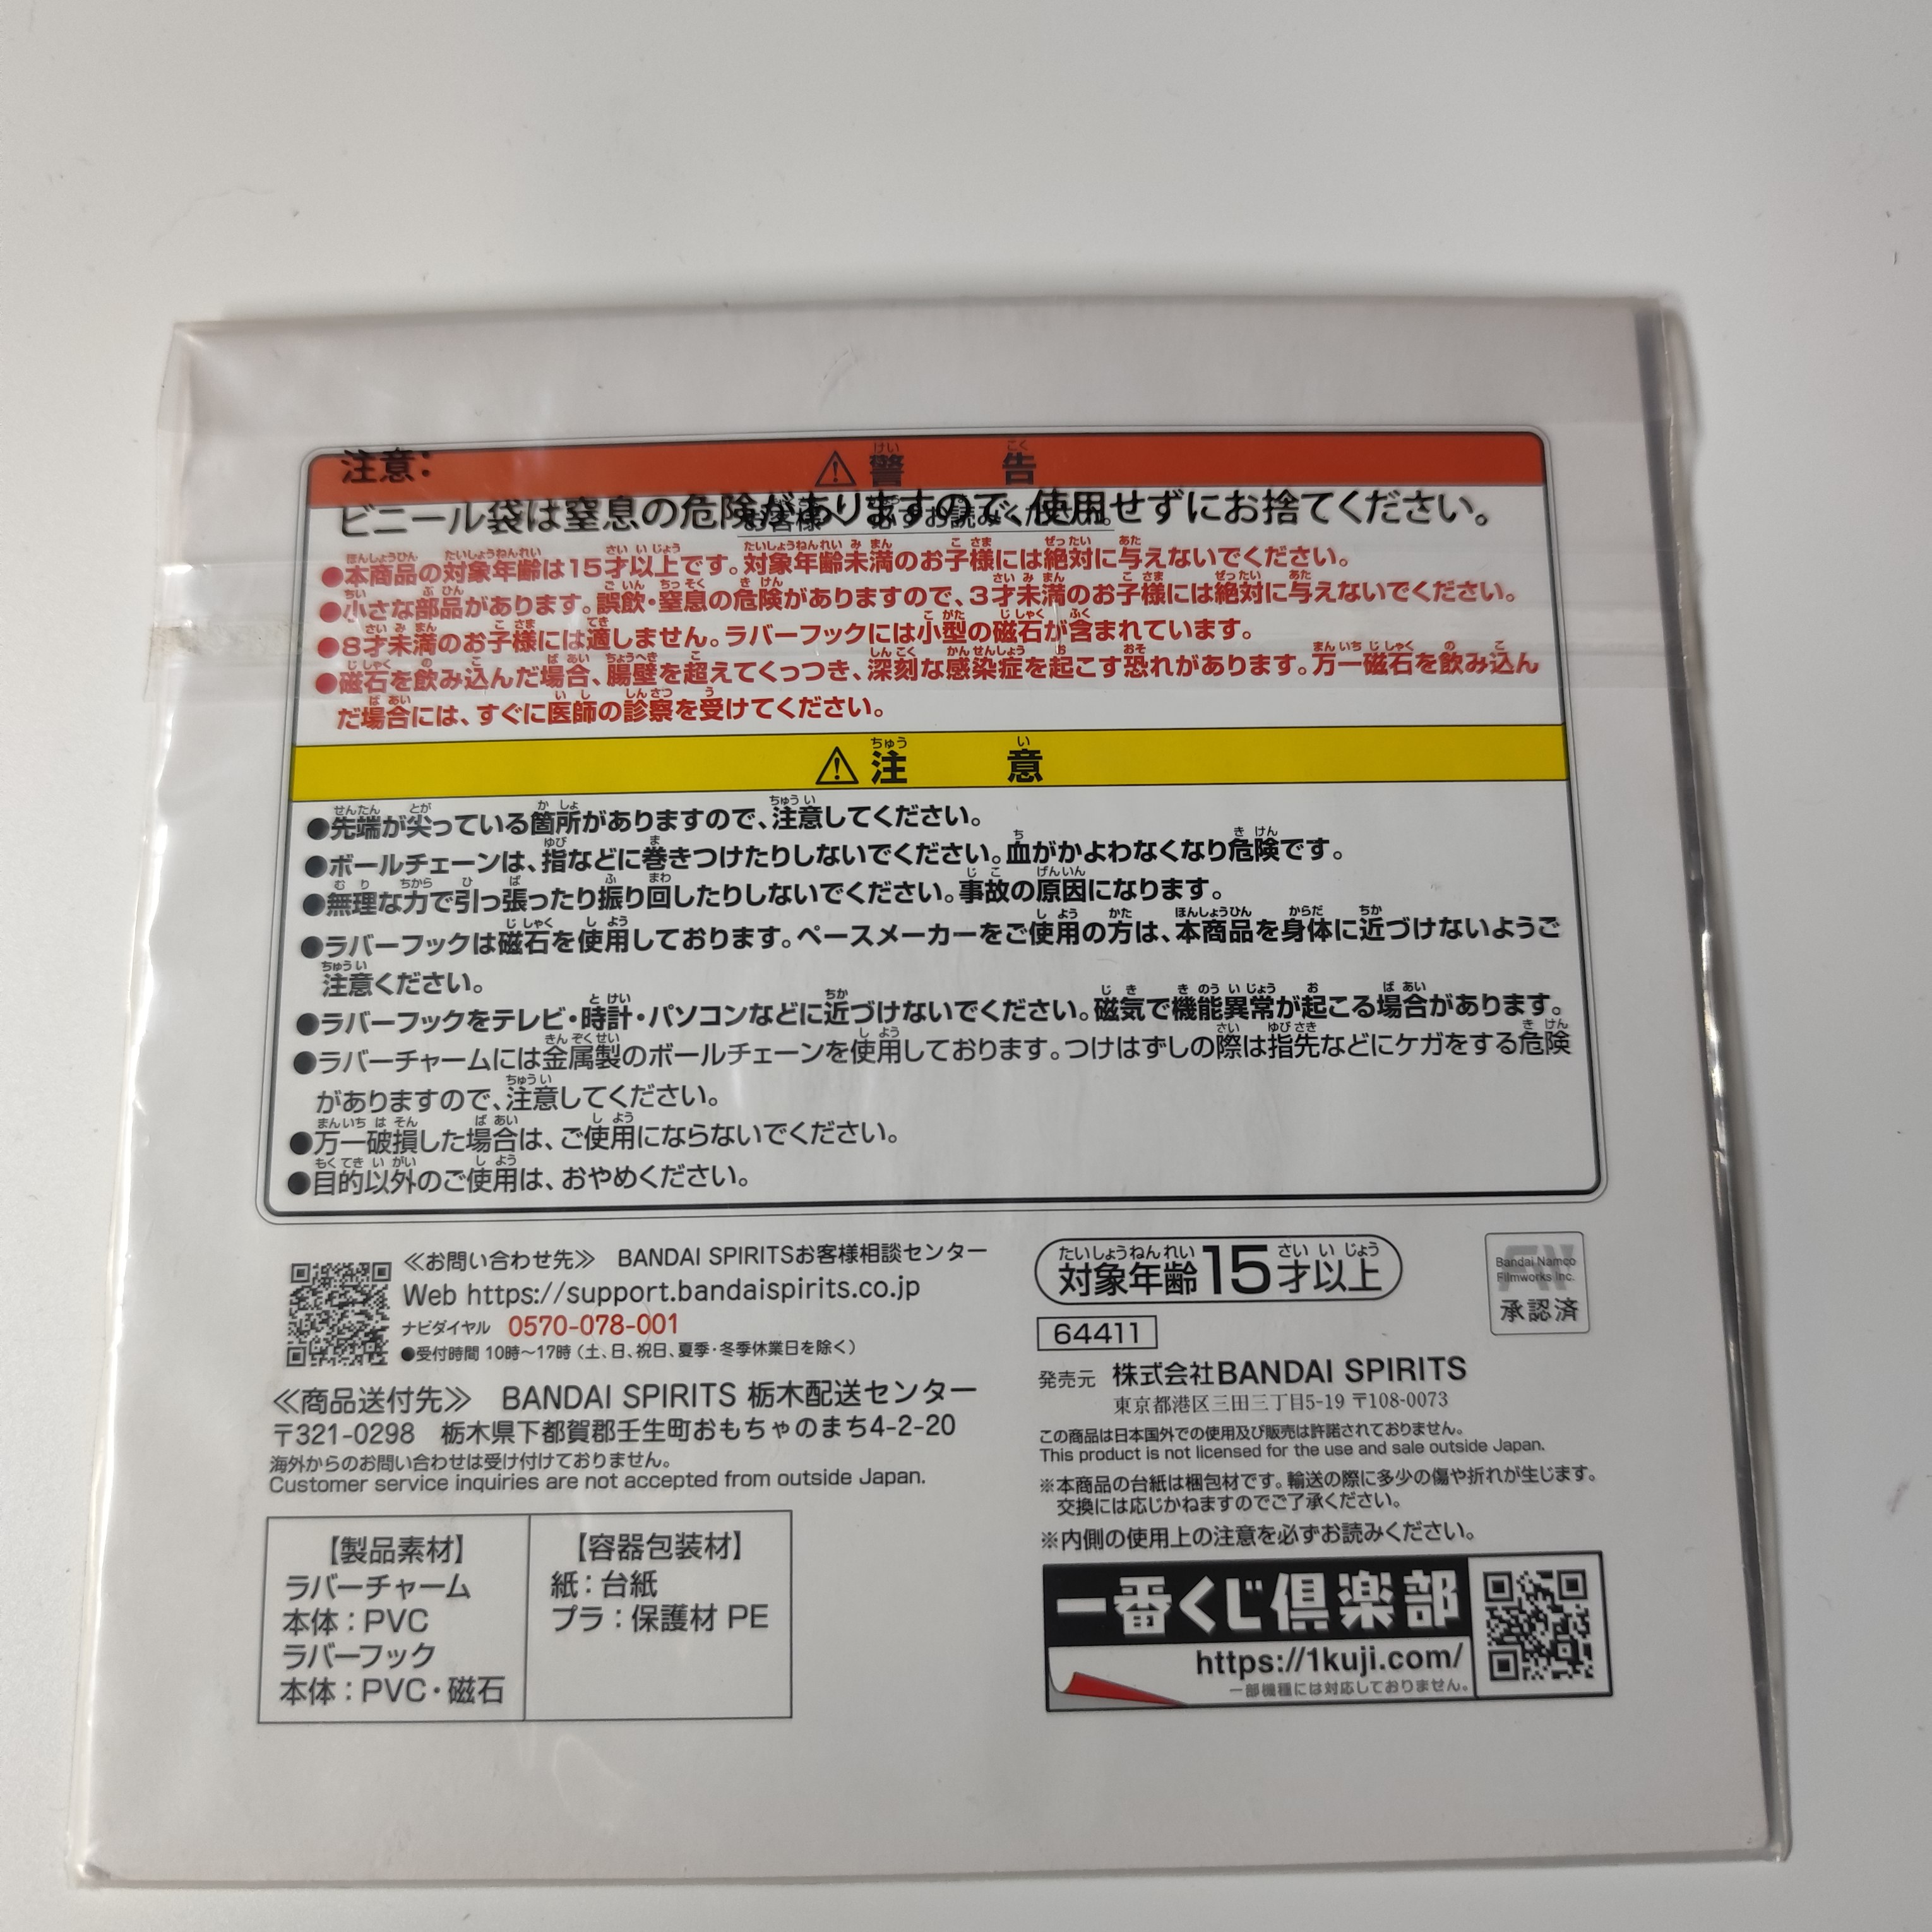 注意:
警告
ビニール袋は窒息の危険がありますので、使用せずにお捨てください。
お客様へ 必ずお読みください。
●本商品の対象年齢は15才以上です。対象年齢未満のお子様には絶対に与えないでください。
●小さな部品があります。誤飲・窒息の危険がありますので、3才未満のお子様には絶対に与えないでください。
●8才未満のお子様には適しません。ラバーフックには小型の磁石が含まれています。
●磁石を飲み込んだ場合、腸壁を超えてくっつき、深刻な感染症を起こす恐れがあります。万一磁石を飲み込ん
だ場合には、すぐに医師の診察を受けてください。
注意
●先端が尖っている箇所がありますので、注意してください。
●ボールチェーンは、指などに巻きつけたりしないでください。血がかよわなくなり危険です。
●無理な力で引っ張ったり振り回したりしないでください。事故の原因になります。
●ラバーフックは磁石を使用しております。ペースメーカーをご使用の方は、本商品を身体に近づけないようご
注意ください。
●ラバーフックをテレビ・時計・パソコンなどに近づけないでください。磁気で機能異常が起こる場合があります。
●ラバーチャームには金属製のボールチェーンを使用しております。つけはずしの際は指先などにケガをする危険
がありますので、注意してください。
●万一破損した場合は、ご使用にならないでください。
●目的以外のご使用は、おやめください。
≪お問い合わせ先≫ BANDAI SPIRITSお客様相談センター
Web https://support.bandaispirits.co.jp
ナビダイヤル 0570-078-001
●受付時間 10時～17時(土、日、祝日、夏季・冬季休業日を除く)
≪商品送付先≫ BANDAI SPIRITS 栃木配送センター
〒321-0298 栃木県下都賀郡壬生町おもちゃのまち4-2-20
海外からのお問い合わせは受け付けておりません。
Customer service inquiries are not accepted from outside Japan.
【製品素材】
ラバーチャーム
本体:PVC
ラバーフック
本体:PVC・磁石
【容器包装材】
紙:台紙
プラ:保護材 PE
対象年齢15才以上
Bandai Namco
Filmworks Inc.
承認済
64411
発売元 株式会社BANDAI SPIRITS
東京都港区三田三丁目5-19 〒108-0073
この商品は日本国外での使用及び販売は許諾されておりません。
This product is not licensed for the use and sale outside Japan.
※本商品の台紙は梱包材です。輸送の際に多少の傷や折れが生じます。
交換には応じかねますのでご了承ください。
※内側の使用上の注意を必ずお読みください。
一番くじ倶楽部
https://1kuji.com/
一部機種には対応しておりません。